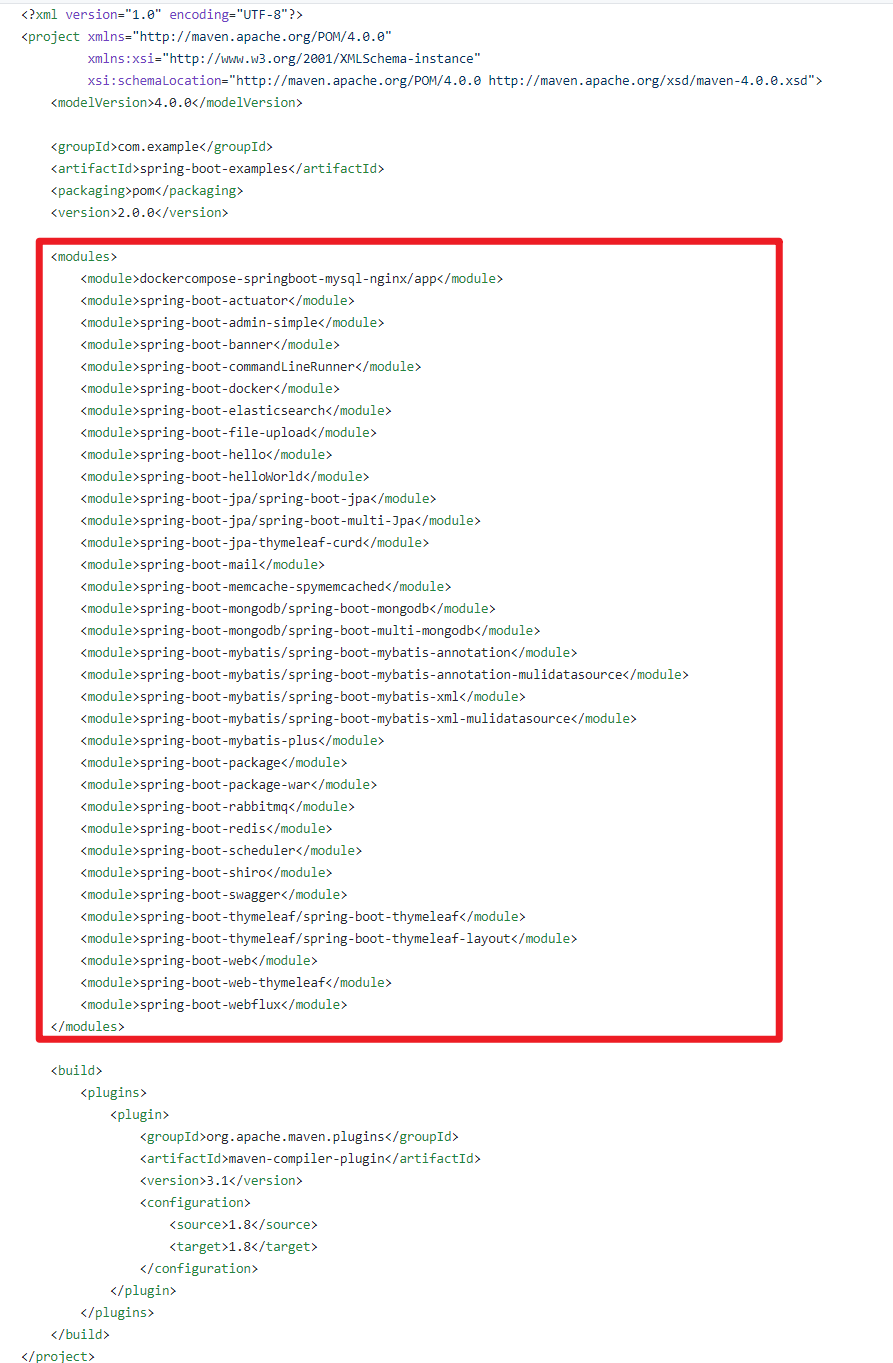 <?xml version="1.0" encoding="UTF-8"?>
<project xmlns="http://maven.apache.org/POM/4.0.0"
         xmlns:xsi="http://www.w3.org/2001/XMLSchema-instance"
         xsi:schemaLocation="http://maven.apache.org/POM/4.0.0 http://maven.apache.org/xsd/maven-4.0.0.xsd">
    <modelVersion>4.0.0</modelVersion>

    <groupId>com.example</groupId>
    <artifactId>spring-boot-examples</artifactId>
    <packaging>pom</packaging>
    <version>2.0.0</version>

    <modules>
        <module>dockercompose-springboot-mysql-nginx/app</module>
        <module>spring-boot-actuator</module>
        <module>spring-boot-admin-simple</module>
        <module>spring-boot-banner</module>
        <module>spring-boot-commandLineRunner</module>
        <module>spring-boot-docker</module>
        <module>spring-boot-elasticsearch</module>
        <module>spring-boot-file-upload</module>
        <module>spring-boot-hello</module>
        <module>spring-boot-helloWorld</module>
        <module>spring-boot-jpa/spring-boot-jpa</module>
        <module>spring-boot-jpa/spring-boot-multi-Jpa</module>
        <module>spring-boot-jpa-thymeleaf-curd</module>
        <module>spring-boot-mail</module>
        <module>spring-boot-memcache-spymemcached</module>
        <module>spring-boot-mongodb/spring-boot-mongodb</module>
        <module>spring-boot-mongodb/spring-boot-multi-mongodb</module>
        <module>spring-boot-mybatis/spring-boot-mybatis-annotation</module>
        <module>spring-boot-mybatis/spring-boot-mybatis-annotation-mulidatasource</module>
        <module>spring-boot-mybatis/spring-boot-mybatis-xml</module>
        <module>spring-boot-mybatis/spring-boot-mybatis-xml-mulidatasource</module>
        <module>spring-boot-mybatis-plus</module>
        <module>spring-boot-package</module>
        <module>spring-boot-package-war</module>
        <module>spring-boot-rabbitmq</module>
        <module>spring-boot-redis</module>
        <module>spring-boot-scheduler</module>
        <module>spring-boot-shiro</module>
        <module>spring-boot-swagger</module>
        <module>spring-boot-thymeleaf/spring-boot-thymeleaf</module>
        <module>spring-boot-thymeleaf/spring-boot-thymeleaf-layout</module>
        <module>spring-boot-web</module>
        <module>spring-boot-web-thymeleaf</module>
        <module>spring-boot-webflux</module>
    </modules>

    <build>
        <plugins>
            <plugin>
                <groupId>org.apache.maven.plugins</groupId>
                <artifactId>maven-compiler-plugin</artifactId>
                <version>3.1</version>
                <configuration>
                    <source>1.8</source>
                    <target>1.8</target>
                </configuration>
            </plugin>
        </plugins>
    </build>
</project>